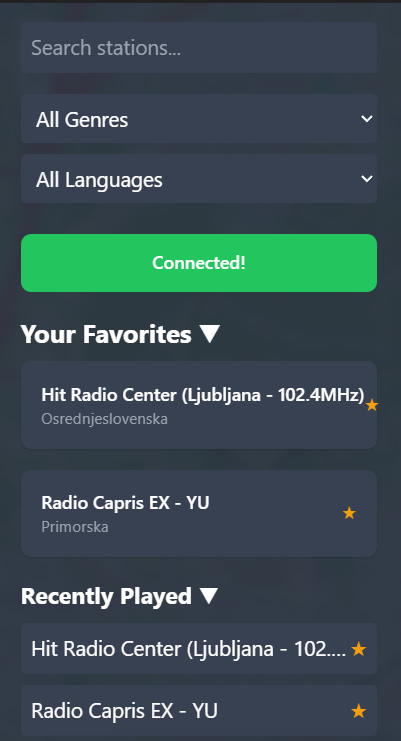 Search stations...
All Genres
All Languages
Connected!
Your Favorites ▼
Hit Radio Center (Ljubljana - 102.4MHz) ★
Osrednjeslovenska
Radio Capris EX - YU ★
Primorska
Recently Played ▼
Hit Radio Center (Ljubljana - 102.... ★
Radio Capris EX - YU ★